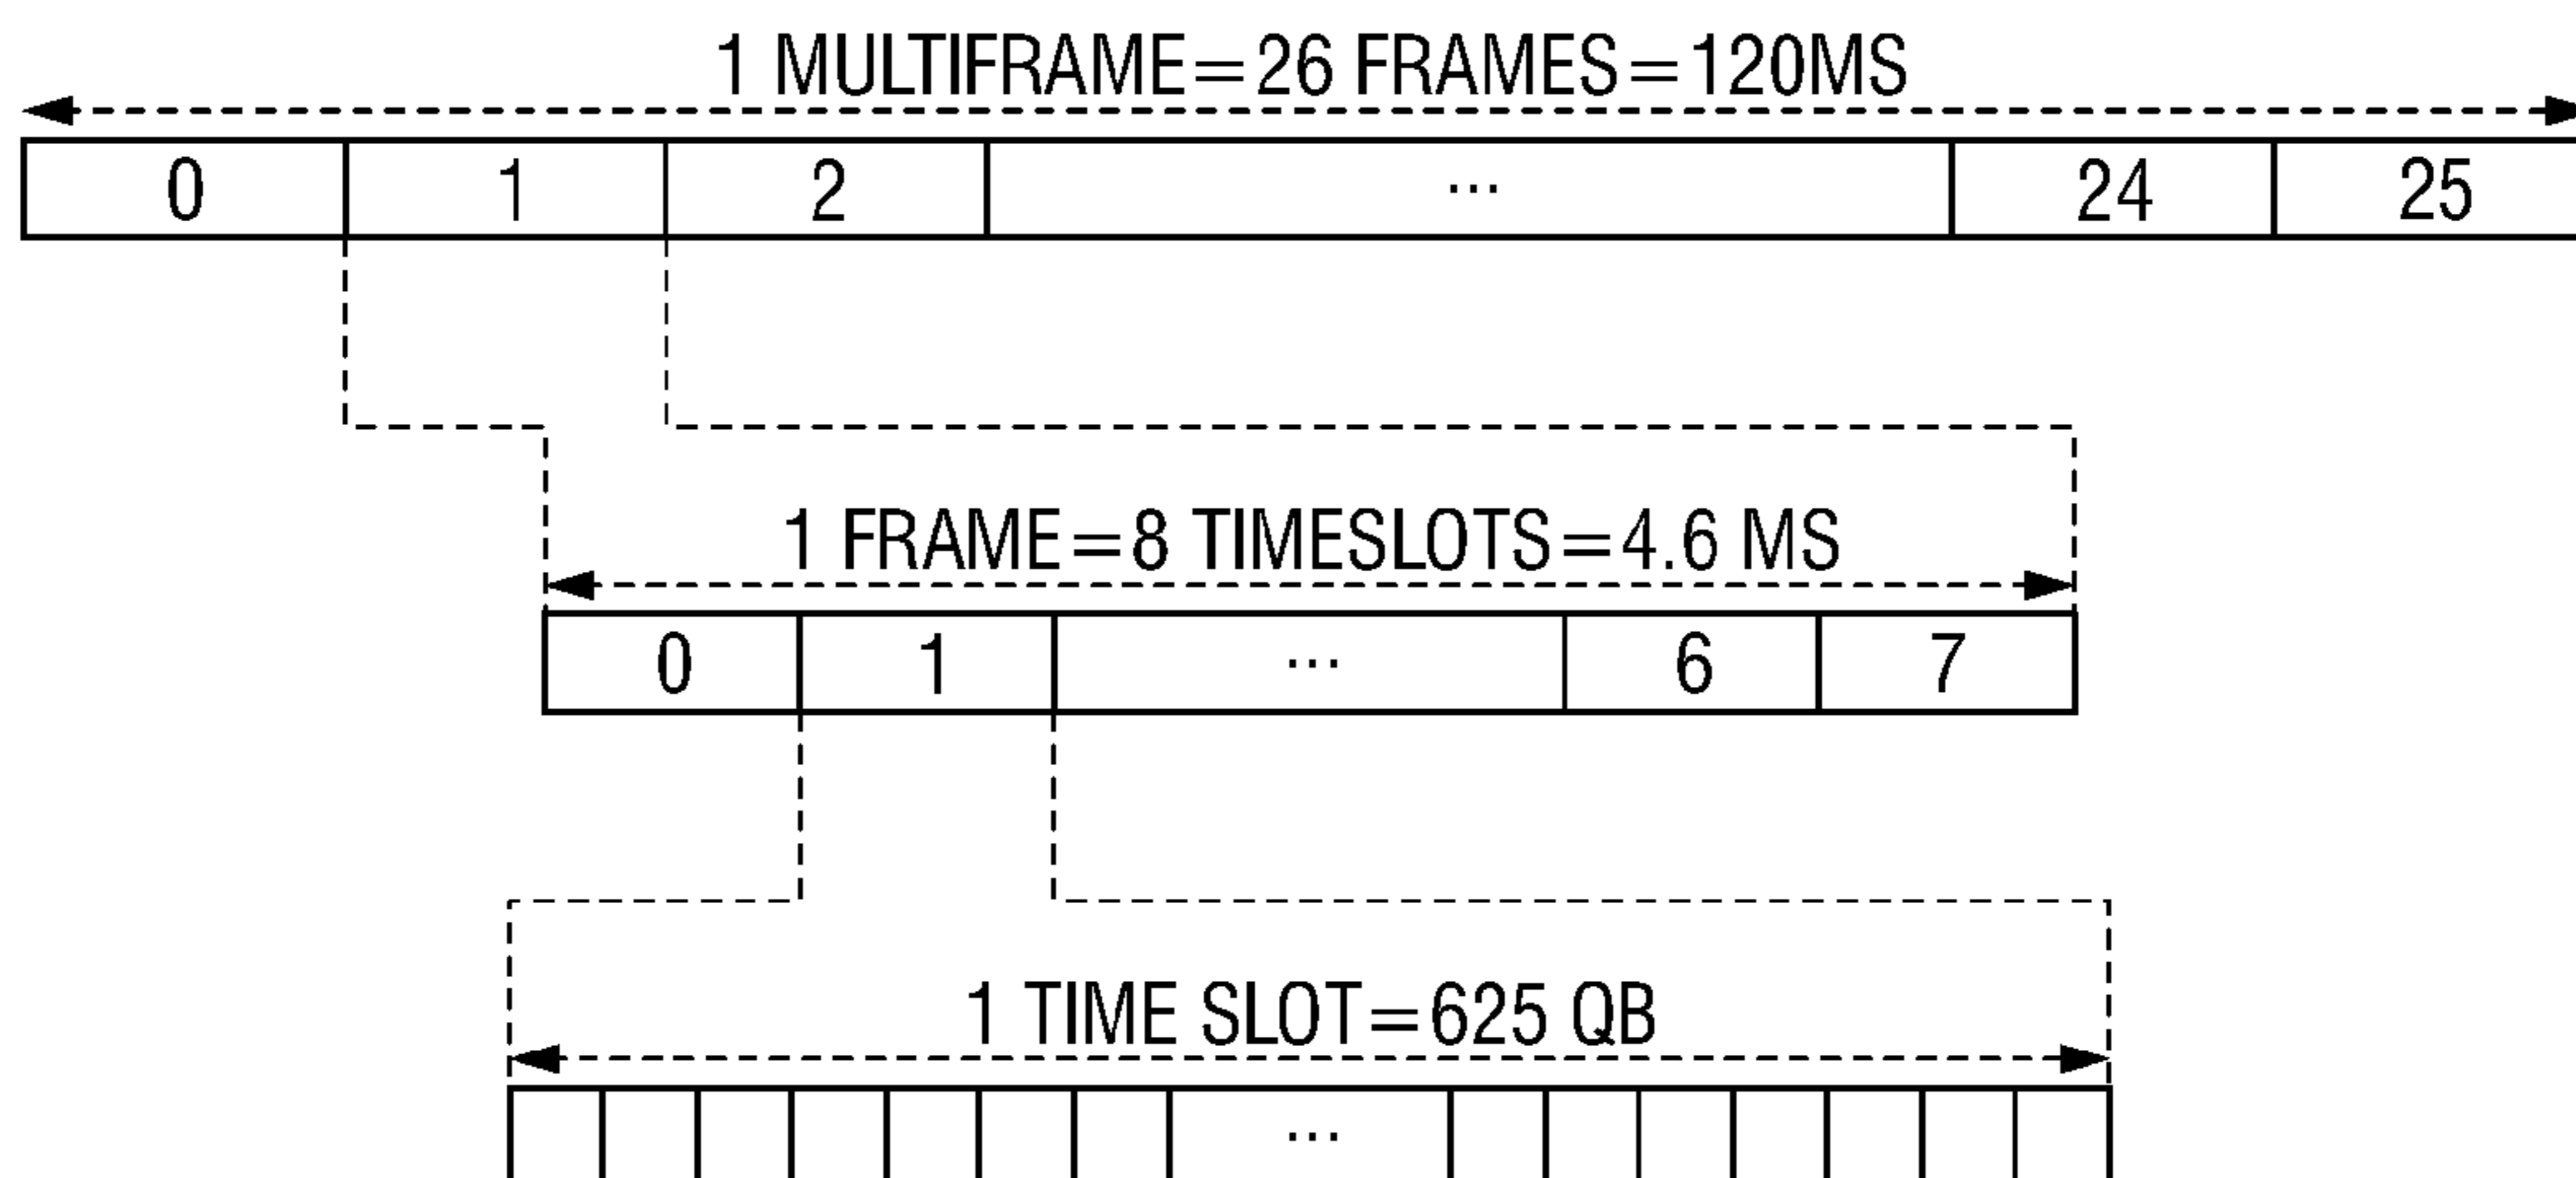 1 MULTIFRAME=26 FRAMES=120MS
0 1 2 ... 24 25
1 FRAME=8 TIMESLOTS=4.6 MS
0 1 ... 6 7
1 TIME SLOT=625 QB
...